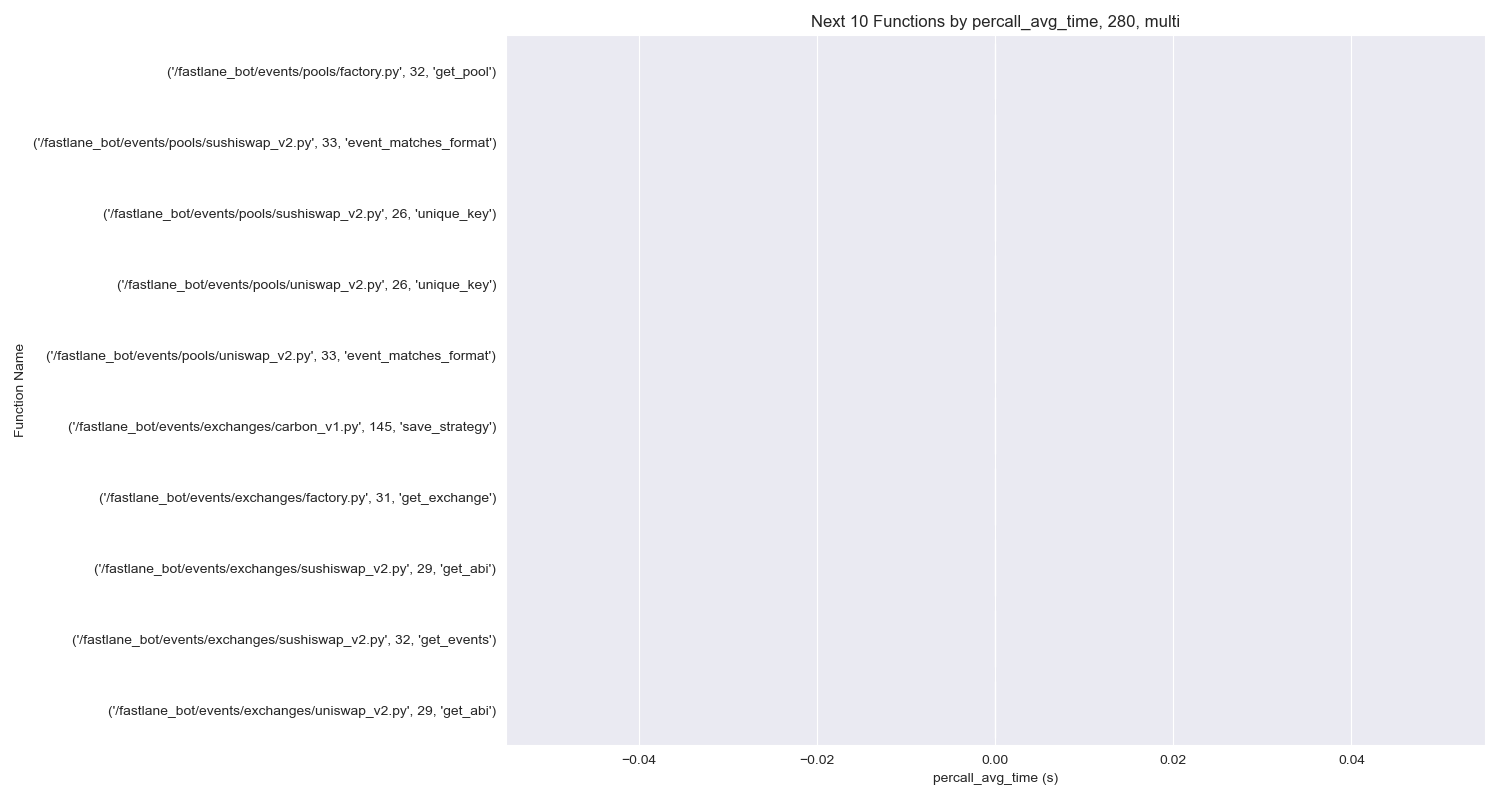 Next 10 Functions by percall_avg_time, 280, multi
('/fastlane_bot/events/pools/factory.py', 32, 'get_pool')
('/fastlane_bot/events/pools/sushiswap_v2.py', 33, 'event_matches_format')
('/fastlane_bot/events/pools/sushiswap_v2.py', 26, 'unique_key')
('/fastlane_bot/events/pools/uniswap_v2.py', 26, 'unique_key')
('/fastlane_bot/events/pools/uniswap_v2.py', 33, 'event_matches_format')
('/fastlane_bot/events/exchanges/carbon_v1.py', 145, 'save_strategy')
('/fastlane_bot/events/exchanges/factory.py', 31, 'get_exchange')
('/fastlane_bot/events/exchanges/sushiswap_v2.py', 29, 'get_abi')
('/fastlane_bot/events/exchanges/sushiswap_v2.py', 32, 'get_events')
('/fastlane_bot/events/exchanges/uniswap_v2.py', 29, 'get_abi')
Function Name
−0.04 −0.02 0.00 0.02 0.04
percall_avg_time (s)